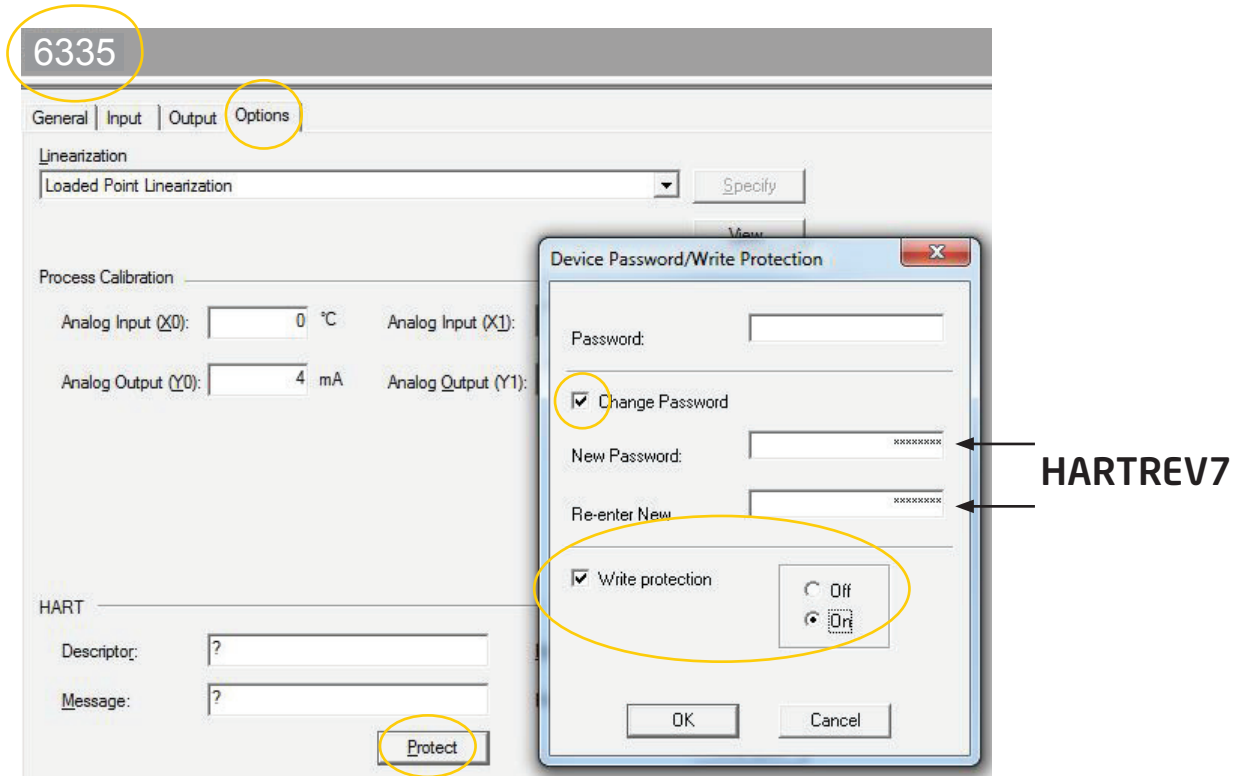 6335
General Input Output Options
Linearization
Loaded Point Linearization Specify
View
Process Calibration
Analog Input (X0): 0 °C Analog Input (X1):
Analog Output (Y0): 4 mA Analog Output (Y1):
HART
Descriptor: ?
Message: ?
Protect
Device Password/Write Protection
Password:
Change Password
New Password: ********
Re-enter New ********
HARTREV7
Write protection Off
On
OK Cancel